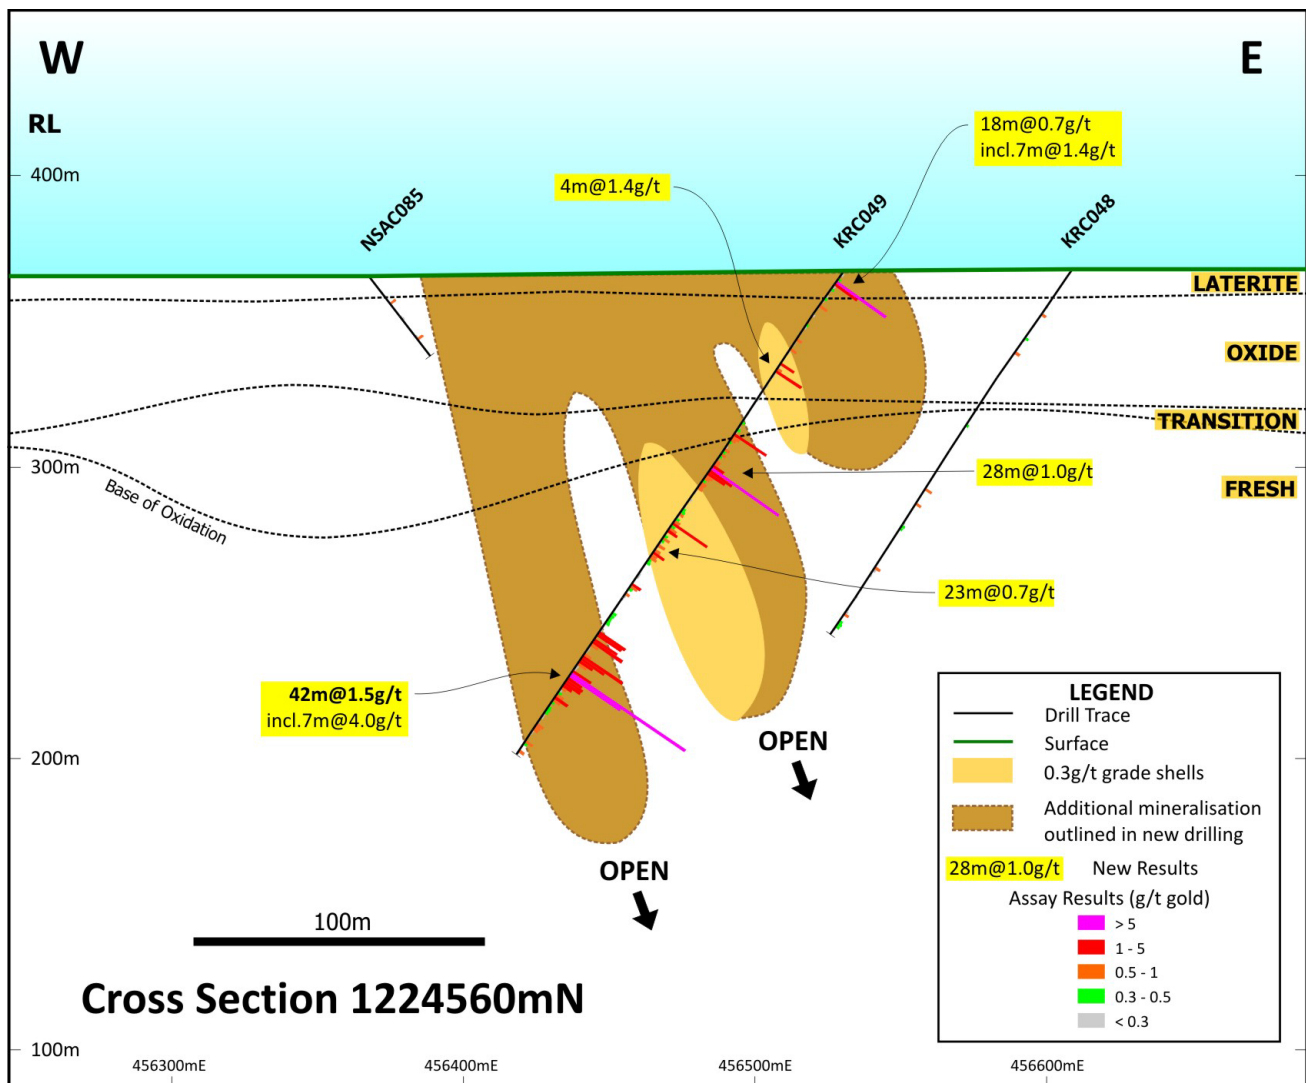 W
E
RL
18m@0.7g/t
incl.7m@1.4g/t
400m
4m@1.4g/t
NSAC085
KRC049
KRC048
LATERITE
OXIDE
TRANSITION
300m
28m@1.0g/t
FRESH
Base of Oxidation
23m@0.7g/t
42m@1.5g/t
incl.7m@4.0g/t
OPEN
200m
OPEN
100m
Cross Section 1224560mN
100m
456300mE
456400mE
456500mE
456600mE
LEGEND
Drill Trace
Surface
0.3g/t grade shells
Additional mineralisation
outlined in new drilling
28m@1.0g/t New Results
Assay Results (g/t gold)
> 5
1 - 5
0.5 - 1
0.3 - 0.5
< 0.3